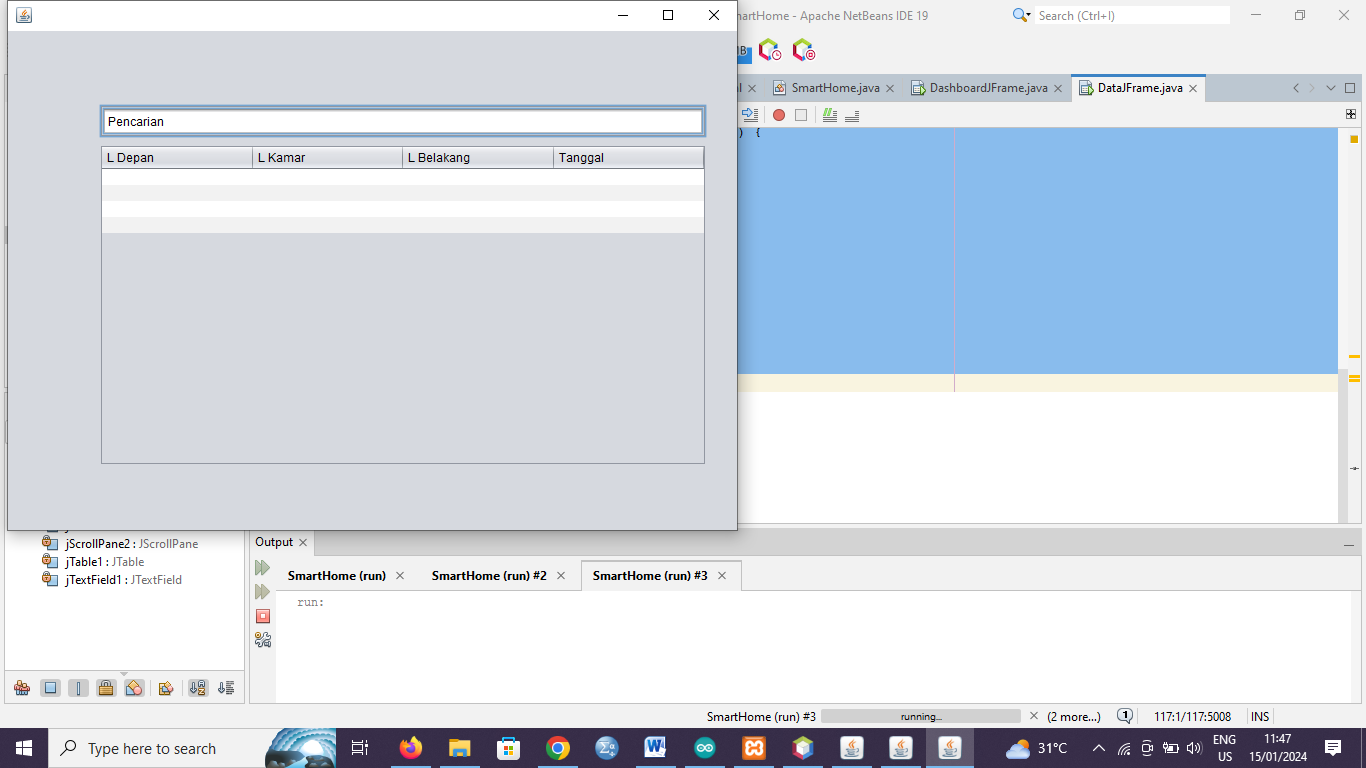 martHome - Apache NetBeans IDE 19
Search (Ctrl+I)
SmartHome.java
DashboardJFrame.java
DataJFrame.java
) {
Pencarian
L Depan
L Kamar
L Belakang
Tanggal
jScrollPane2 : JScrollPane
jTable1 : JTable
jTextField1 : JTextField
Output
SmartHome (run)
SmartHome (run) #2
SmartHome (run) #3
run:
SmartHome (run) #3
running...
(2 more...)
1
117:1/117:5008
INS
Type here to search
31°C
ENG
US
11:47
15/01/2024